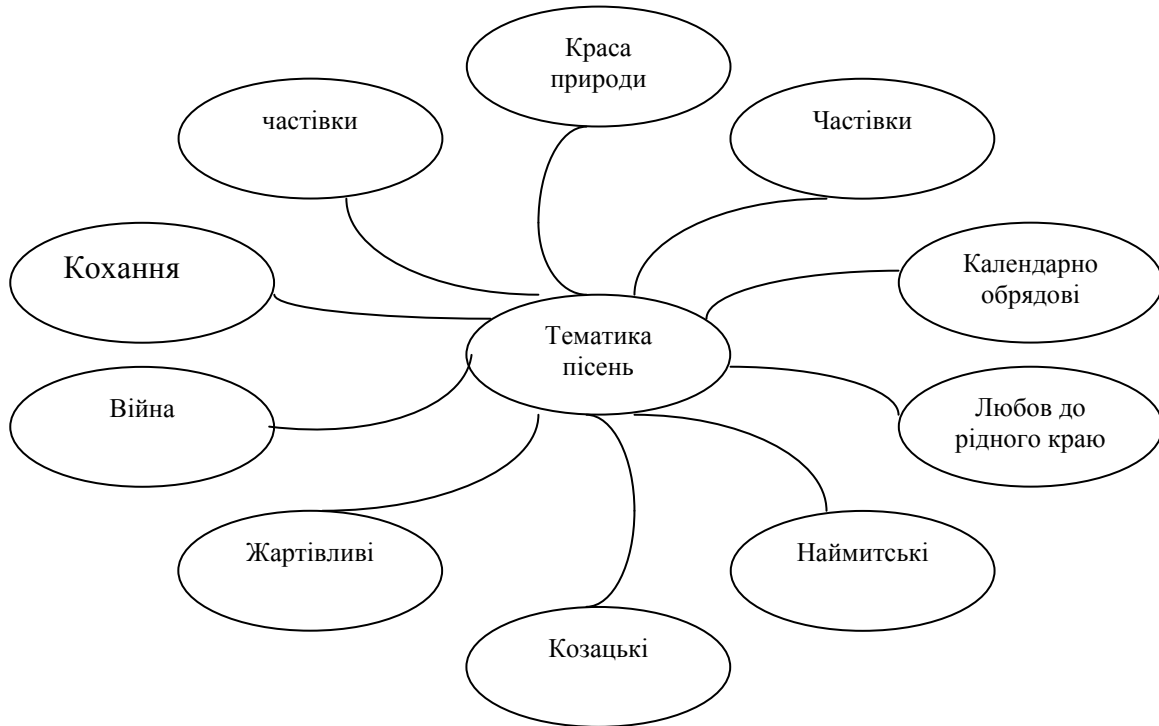 Краса
природи
частівки
Частівки
Кохання
Календарно
обрядові
Тематика
пісень
Війна
Любов до
рідного краю
Жартівливі
Наймитські
Козацькі